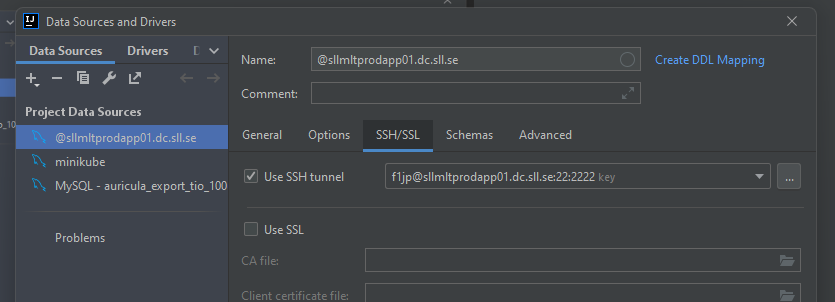 IJ Data Sources and Drivers
Data Sources Drivers D
Name: @sllmltprodapp01.dc.sll.se Create DDL Mapping
Comment:
Project Data Sources
General Options SSH/SSL Schemas Advanced
@sllmltprodapp01.dc.sll.se
minikube
Use SSH tunnel f1jp@sllmltprodapp01.dc.sll.se:22:2222 key ...
MySQL - auricula_export_tio_100
Use SSL
Problems
CA file:
Client certificate file: